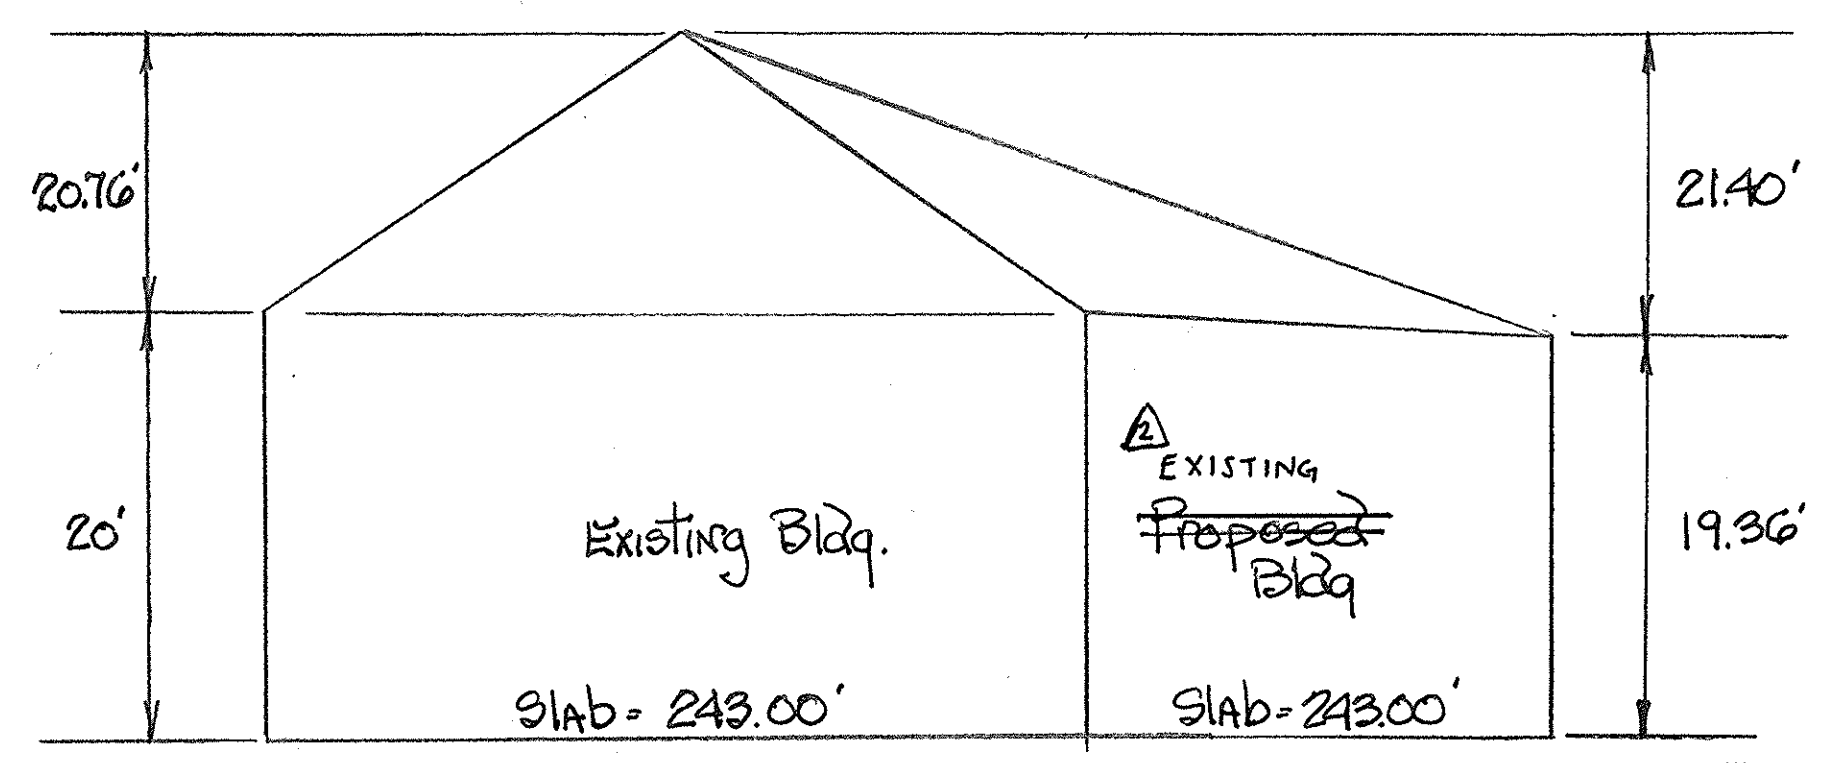 20.76'
21.40'
20'
Existing Bldg.
2
EXISTING
Proposed
Bldg
19.36'
Slab = 243.00'
Slab = 243.00'